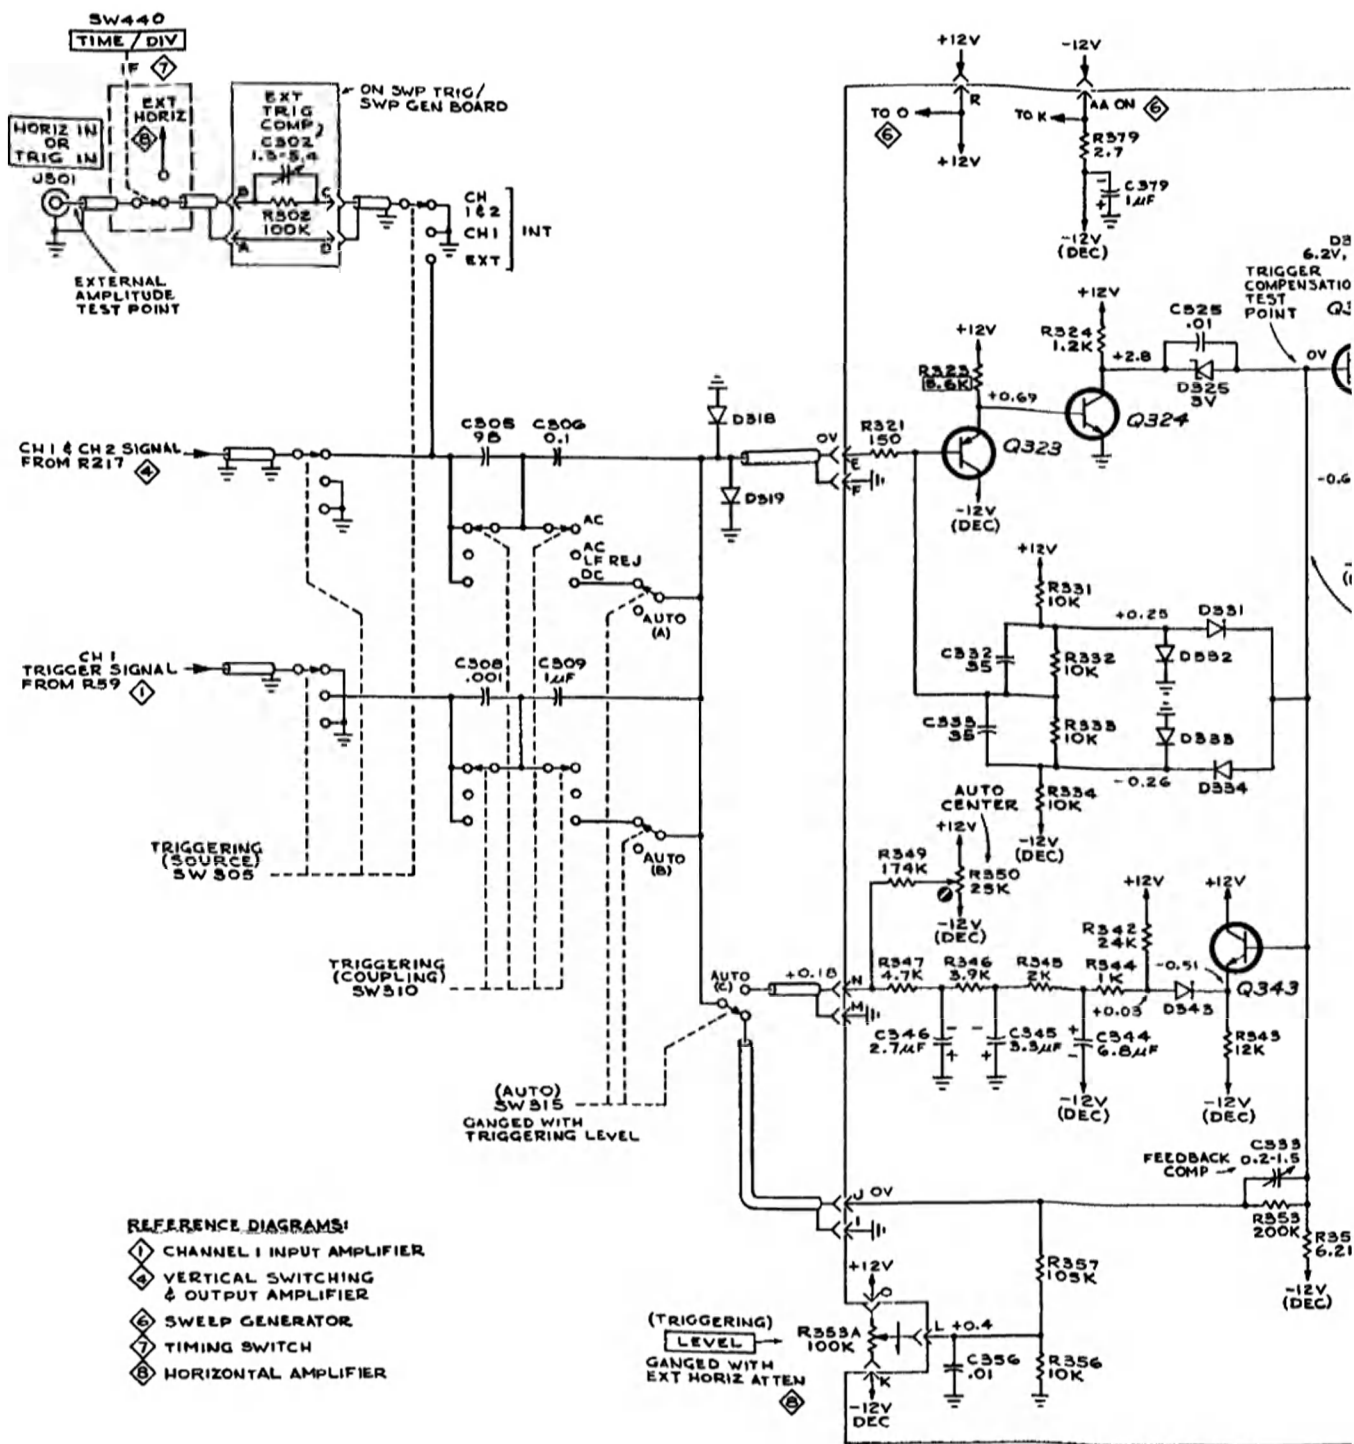 SW440
TIME / DIV
1F 7
EXT
HORIZ
8
HORIZ IN
OR
TRIG IN
J301
EXTERNAL
AMPLITUDE
TEST POINT
EXT
TRIG
COMP
C302
1.3-5.4
B
C
R302
100K
A
D
ON SWP TRIG/
SWP GEN BOARD
CH
1 & 2
CH 1
EXT
INT
+12V
R
TO O
6
+12V
-12V
AA ON 6
TO K
R379
2.7
C379
1µF
-12V
(DEC)
6.2V,
TRIGGER
TEST
POINT
0V
+12V
R324
1.2K
+2.8
C325
.01
D325
3V
Q324
+12V
R323
5.6K
+0.69
Q323
-12V
(DEC)
CH 1 & CH 2 SIGNAL
FROM R217
4
C305
98
C306
0.1
D318
D319
0V
R321
150
E
F
AC
AC
LF REJ
DC
AUTO
(A)
CH 1
TRIGGER SIGNAL
FROM R59
1
C308
.001
C309
1µF
AUTO
(B)
+12V
R331
10K
+0.25
D331
C332
35
R332
10K
D332
C333
35
R333
10K
D333
-0.26
D334
R334
10K
-12V
(DEC)
TRIGGERING
(SOURCE)
SW305
TRIGGERING
(COUPLING)
SW310
(AUTO)
SW315
GANGED WITH
TRIGGERING LEVEL
AUTO
CENTER
+12V
R349
174K
R350
25K
-12V
(DEC)
AUTO
(C)
+0.18
N
M
R347
4.7K
R346
3.9K
R345
2K
R344
1K
R342
24K
+12V
+12V
-0.51
+0.03
D343
Q343
C346
2.7µF
C345
3.3µF
C344
6.8µF
R343
12K
-12V
(DEC)
-12V
(DEC)
FEEDBACK
COMP
C353
0.2-1.5
R353
200K
J 0V
I
6.21
-12V
(DEC)
R357
105K
+12V
O
(TRIGGERING)
LEVEL
GANGED WITH
EXT HORIZ ATTEN
8
R353A
100K
L +0.4
K
-12V
DEC
C356
.01
R356
10K
REFERENCE DIAGRAMS:
1 CHANNEL 1 INPUT AMPLIFIER
4 VERTICAL SWITCHING
& OUTPUT AMPLIFIER
6 SWEEP GENERATOR
7 TIMING SWITCH
8 HORIZONTAL AMPLIFIER